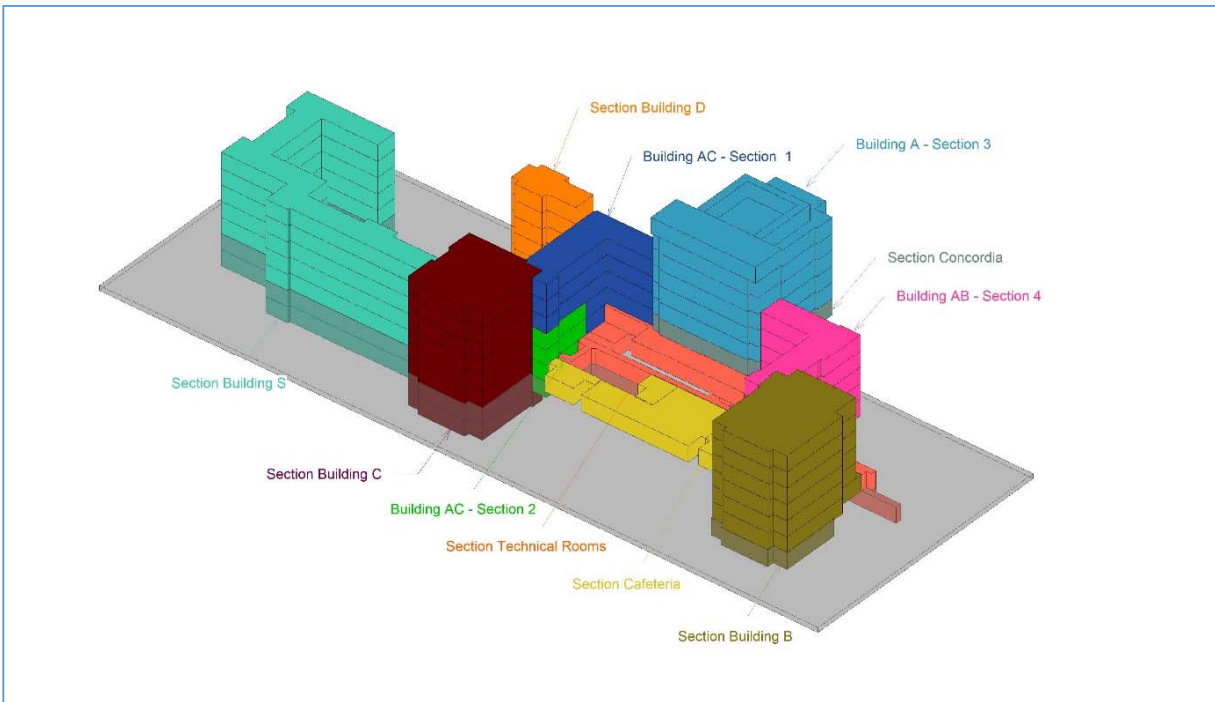 Section Building D
Building AC - Section 1
Building A - Section 3
Section Concordia
Building AB - Section 4
Section Building S
Section Building C
Building AC - Section 2
Section Technical Rooms
Section Cafeteria
Section Building B